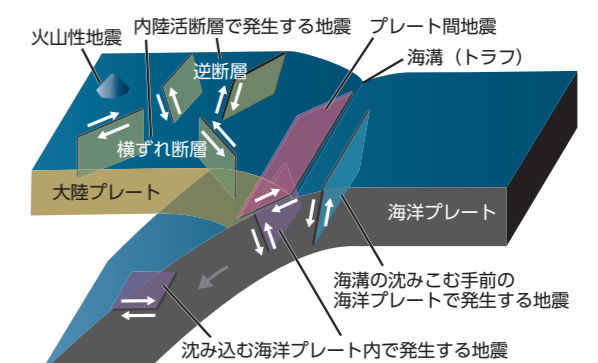 火山性地震
内陸活断層で発生する地震
プレート間地震
海溝（トラフ）
逆断層
横ずれ断層
大陸プレート
海洋プレート
海溝の沈みこむ手前の
海洋プレートで発生する地震
沈み込む海洋プレート内で発生する地震